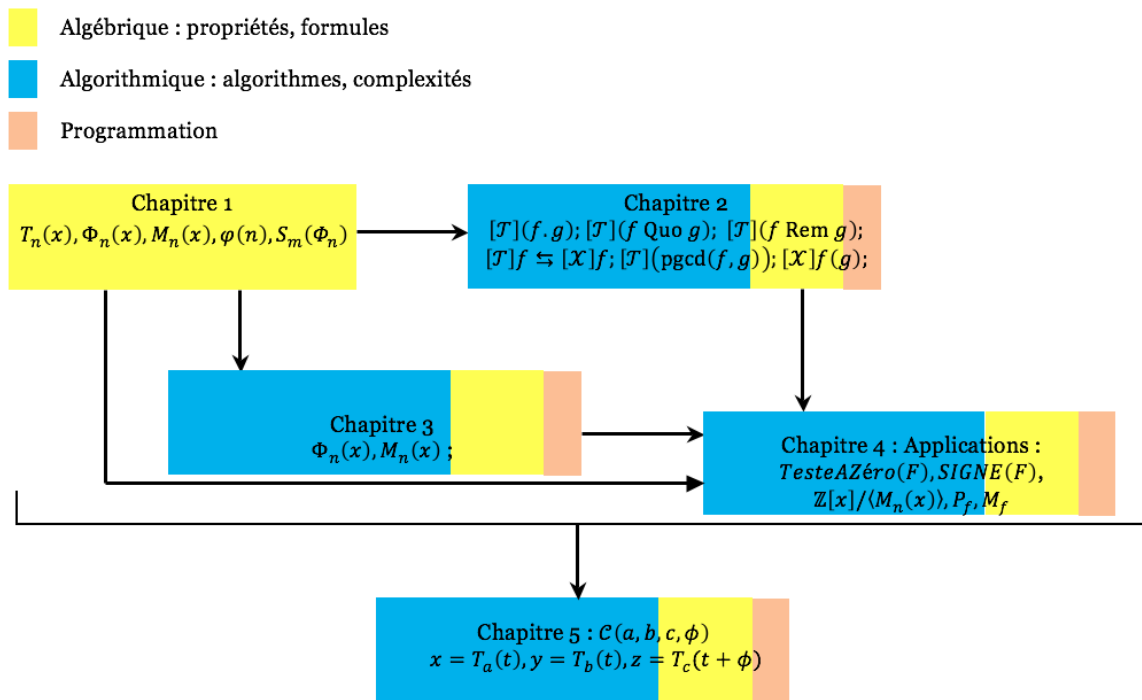 Algébrique : propriétés, formules
Algorithmique : algorithmes, complexités
Programmation
Chapitre 1
T_n(x), Φ_n(x), M_n(x), φ(n), S_m(Φ_n)
Chapitre 2
[𝒯](f.g); [𝒯](f Quo g); [𝒯](f Rem g);
[𝒯]f ⇆ [𝒳]f; [𝒯](pgcd(f,g)); [𝒳]f(g);
Chapitre 3
Φ_n(x), M_n(x) ;
Chapitre 4 : Applications :
TesteAZéro(F), SIGNE(F),
ℤ[x]/⟨M_n(x)⟩, P_f, M_f
Chapitre 5 : 𝒞(a, b, c, ϕ)
x = T_a(t), y = T_b(t), z = T_c(t + ϕ)